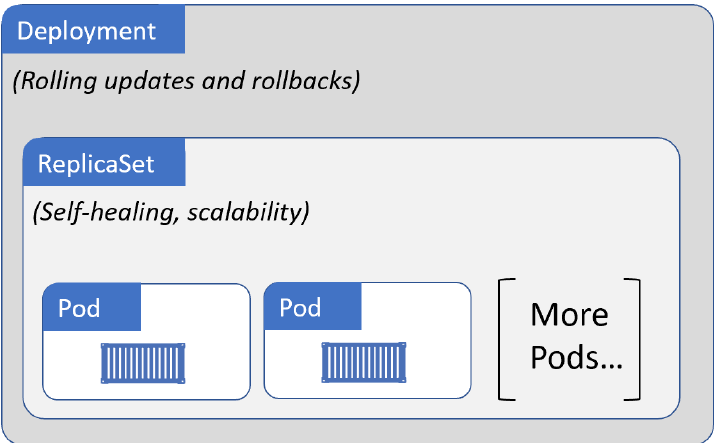 Deployment
(Rolling updates and rollbacks)
ReplicaSet
(Self-healing, scalability)
Pod
Pod
More
Pods...